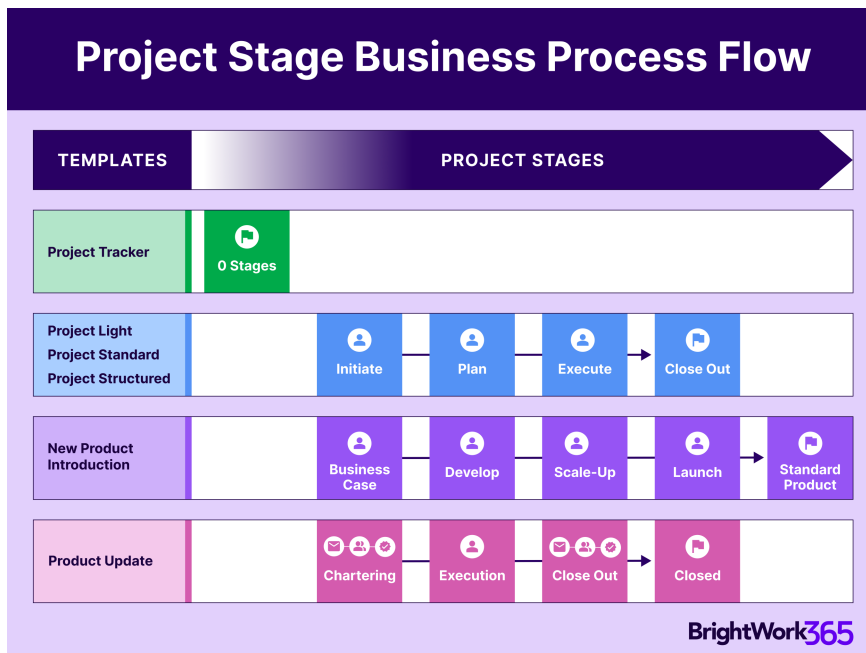 Project Stage Business Process Flow
TEMPLATES
PROJECT STAGES
Project Tracker
0 Stages
Project Light
Project Standard
Project Structured
Initiate
Plan
Execute
Close Out
New Product
Introduction
Business
Case
Develop
Scale-Up
Launch
Standard
Product
Product Update
Chartering
Execution
Close Out
Closed
BrightWork365